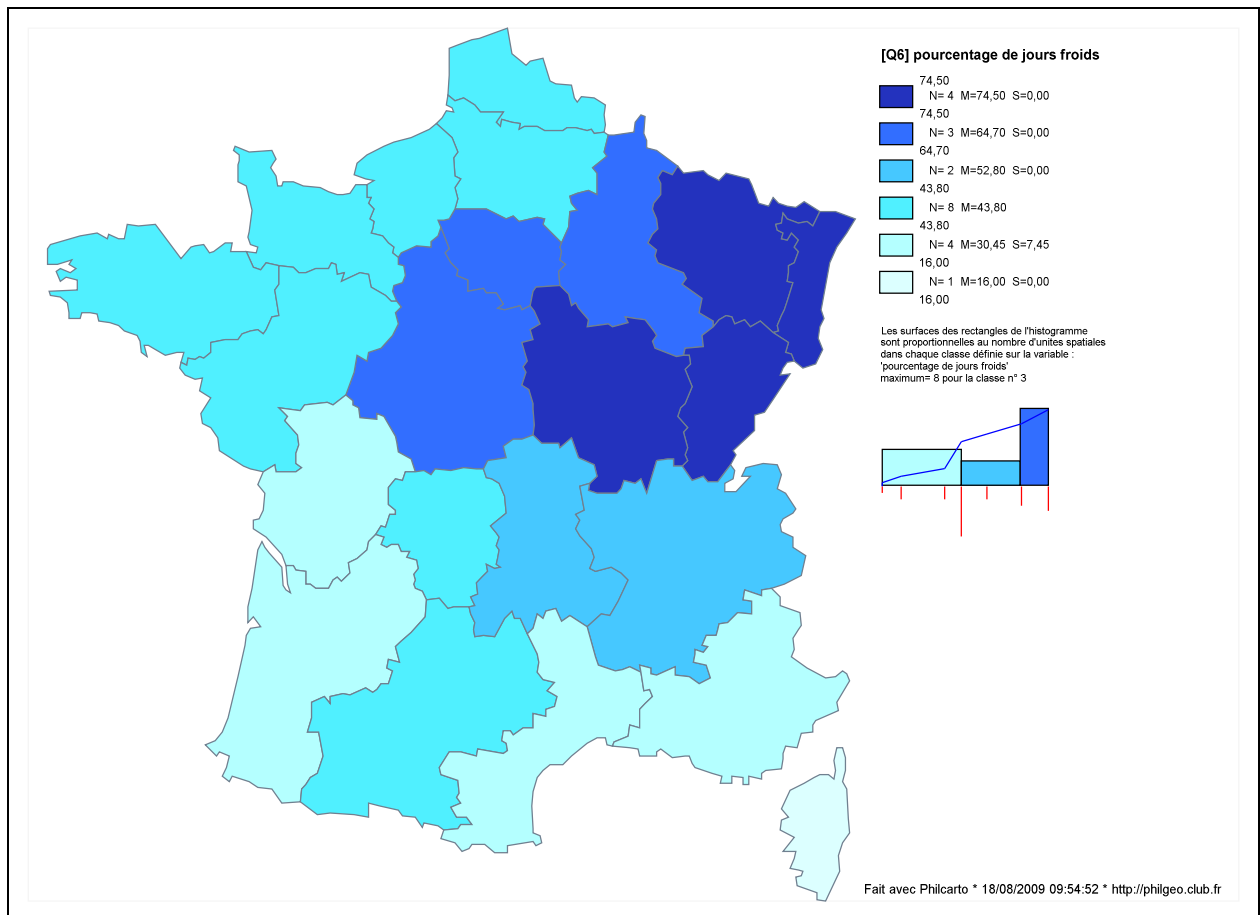 [Q6] pourcentage de jours froids
74,50
N= 4 M=74,50 S=0,00
74,50
N= 3 M=64,70 S=0,00
64,70
N= 2 M=52,80 S=0,00
43,80
N= 8 M=43,80
43,80
N= 4 M=30,45 S=7,45
16,00
N= 1 M=16,00 S=0,00
16,00
Les surfaces des rectangles de l'histogramme
sont proportionnelles au nombre d'unites spatiales
dans chaque classe définie sur la variable :
'pourcentage de jours froids'
maximum= 8 pour la classe n° 3
Fait avec Philcarto * 18/08/2009 09:54:52 * http://philgeo.club.fr